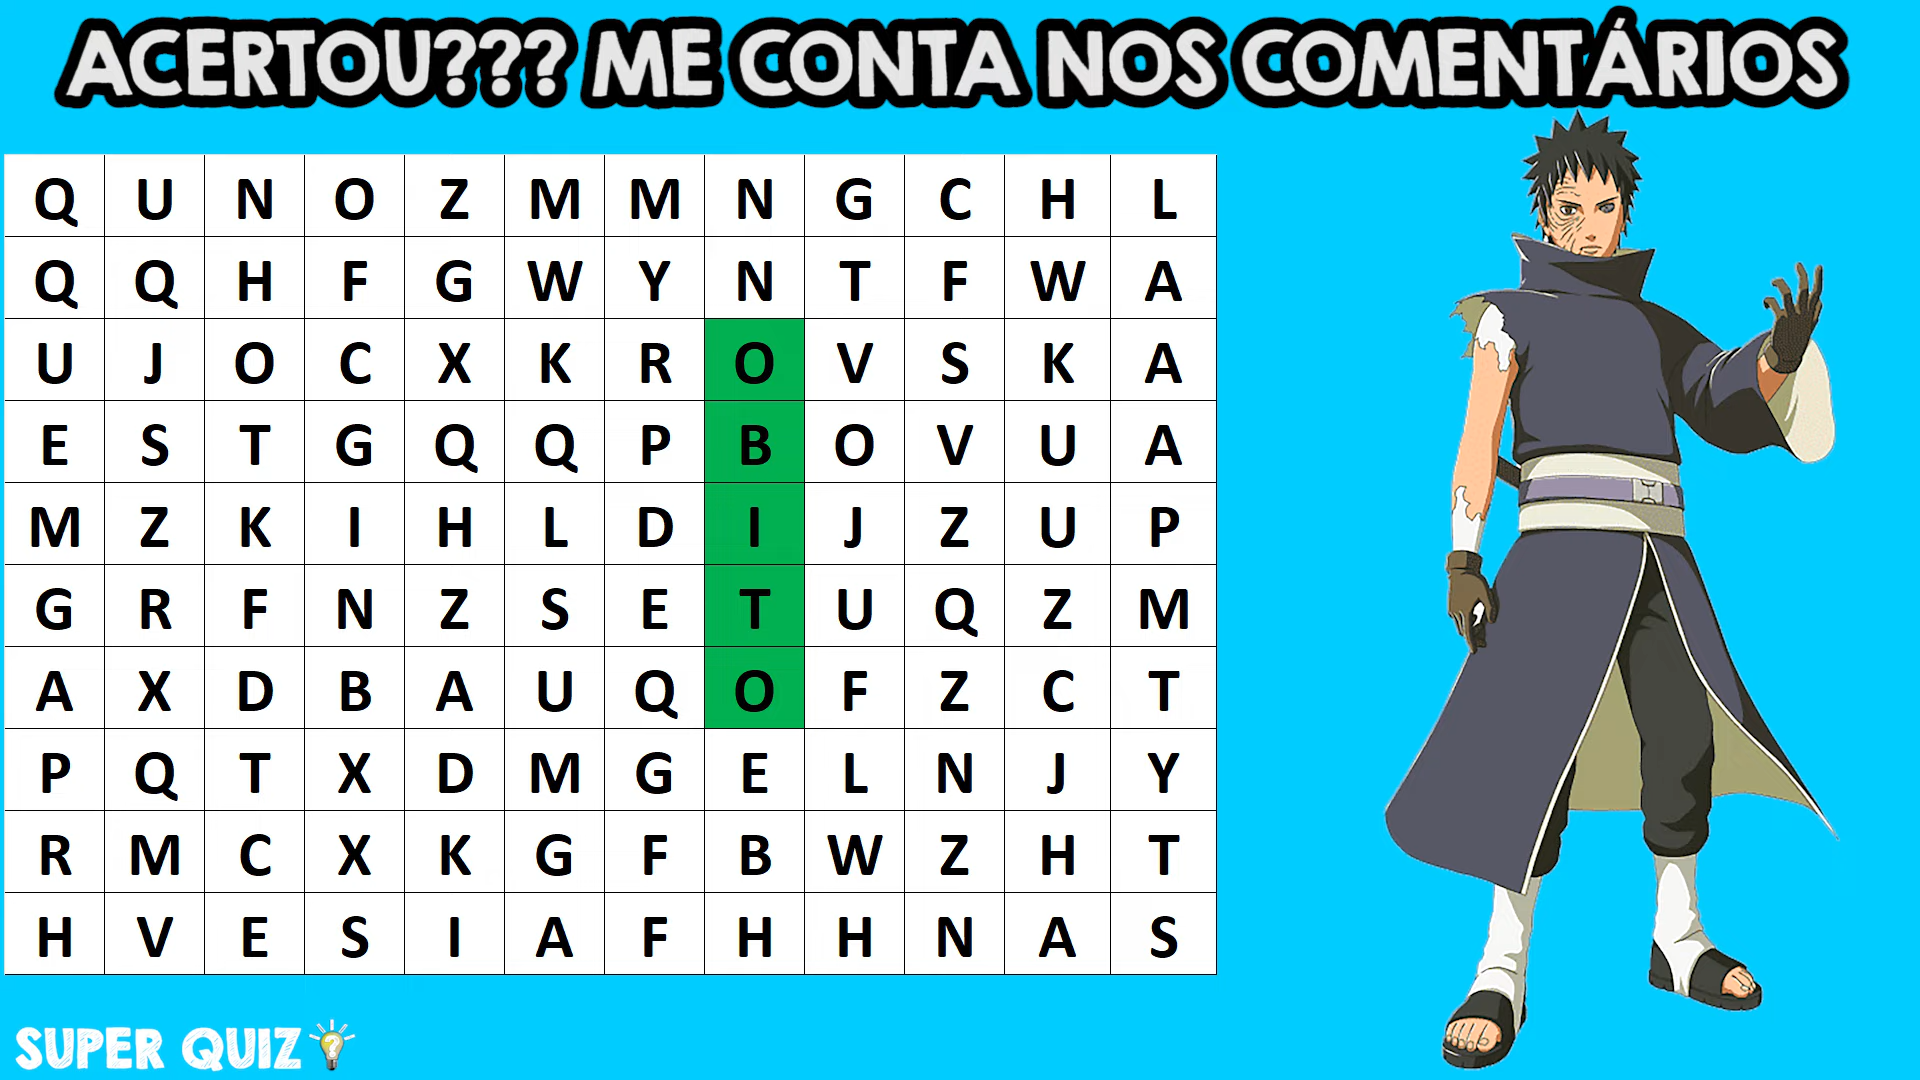 ACERTOU??? ME CONTA NOS COMENTÁRIOS
Q U N O Z M M N G C H L
Q Q H F G W Y N T F W A
U J O C X K R O V S K A
E S T G Q Q P B O V U A
M Z K I H L D I J Z U P
G R F N Z S E T U Q Z M
A X D B A U Q O F Z C T
P Q T X D M G E L N J Y
R M C X K G F B W Z H T
H V E S I A F H H N A S
SUPER QUIZ ?